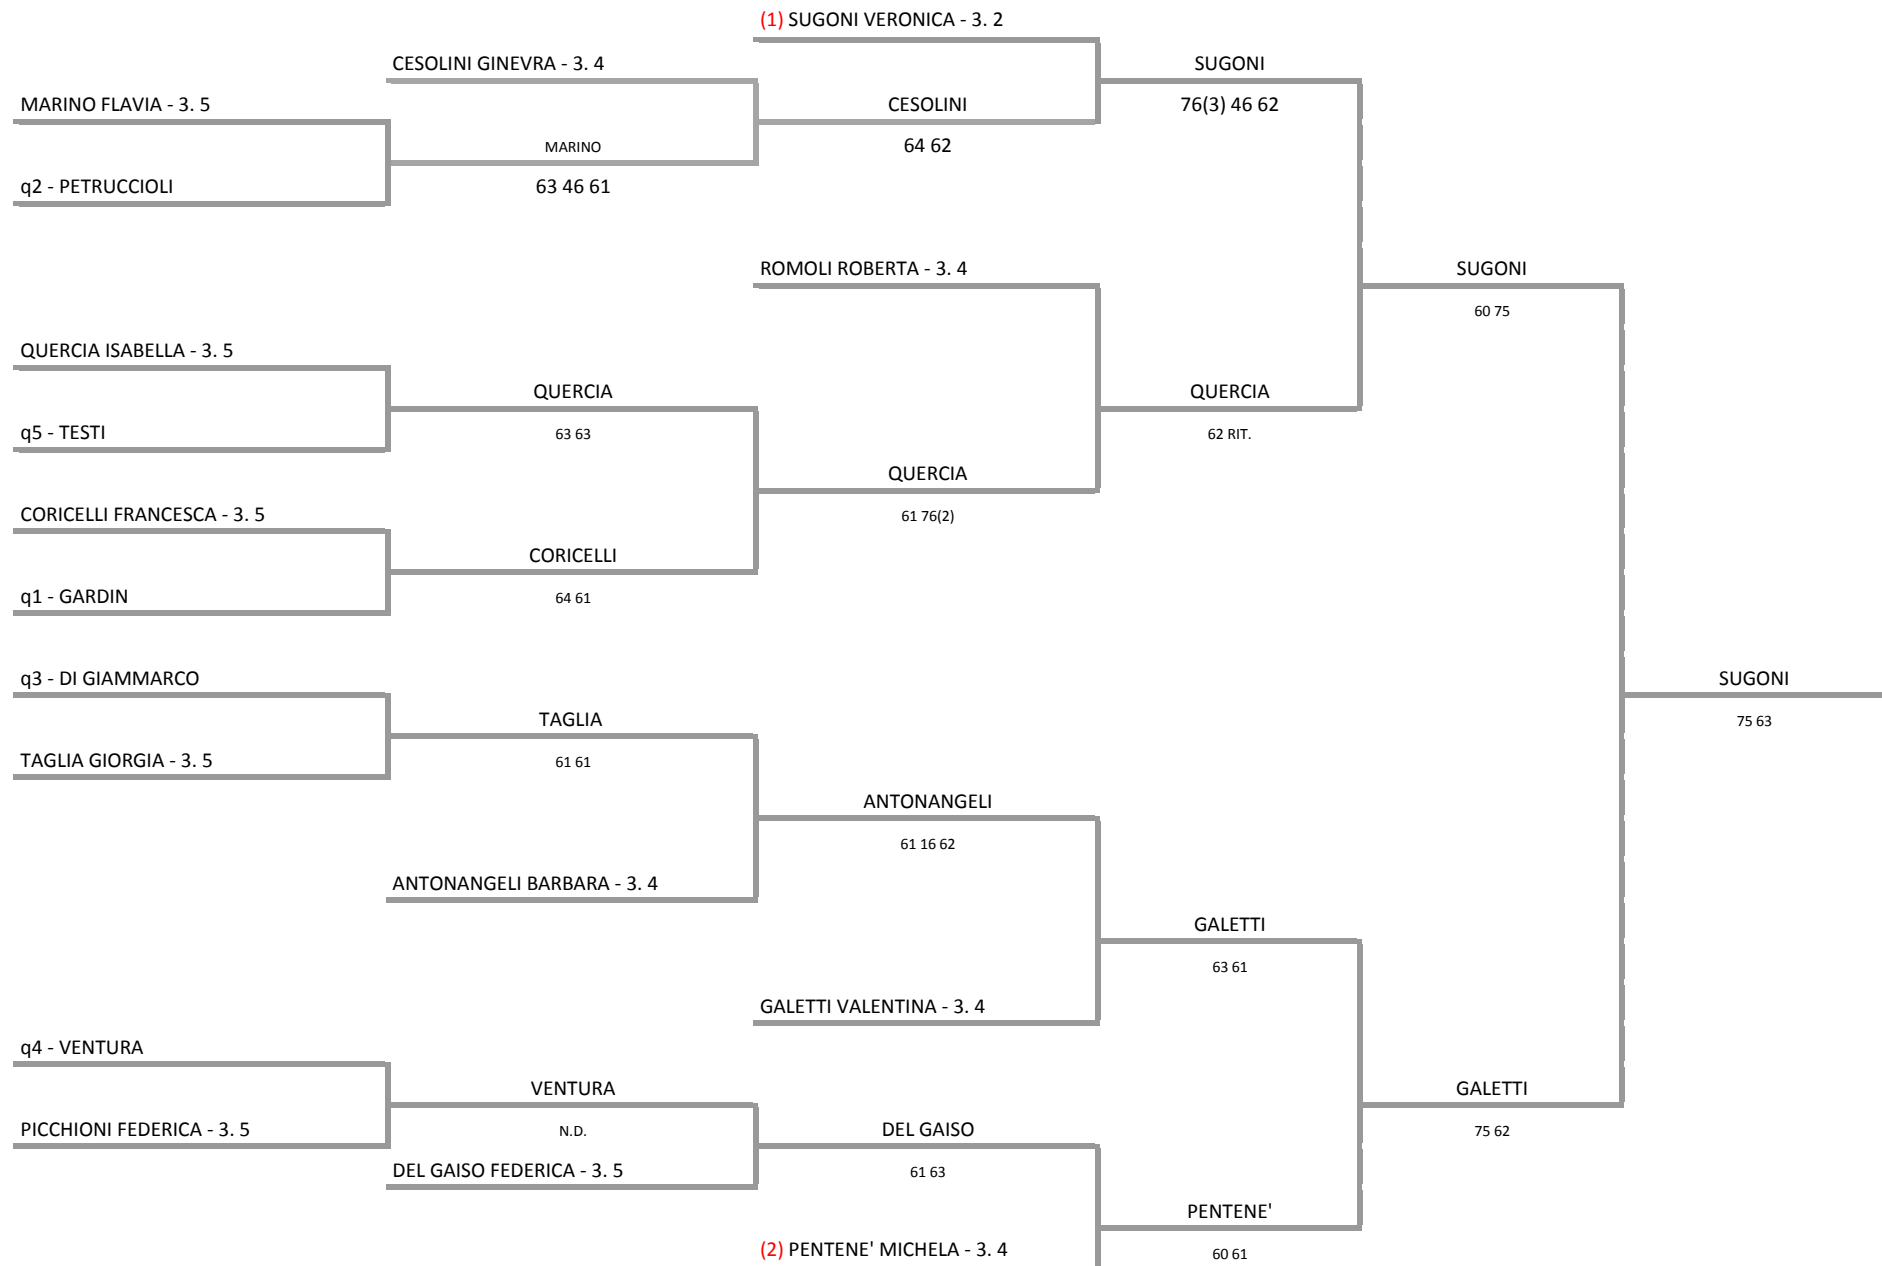 (1) SUGONI VERONICA - 3. 2
CESOLINI GINEVRA - 3. 4
SUGONI
MARINO FLAVIA - 3. 5
CESOLINI
76(3) 46 62
MARINO
64 62
q2 - PETRUCCIOLI
63 46 61
ROMOLI ROBERTA - 3. 4
SUGONI
60 75
QUERCIA ISABELLA - 3. 5
QUERCIA
QUERCIA
q5 - TESTI
63 63
62 RIT.
QUERCIA
CORICELLI FRANCESCA - 3. 5
61 76(2)
CORICELLI
q1 - GARDIN
64 61
q3 - DI GIAMMARCO
SUGONI
TAGLIA
75 63
TAGLIA GIORGIA - 3. 5
61 61
ANTONANGELI
61 16 62
ANTONANGELI BARBARA - 3. 4
GALETTI
63 61
GALETTI VALENTINA - 3. 4
q4 - VENTURA
VENTURA
GALETTI
PICCHIONI FEDERICA - 3. 5
N.D.
DEL GAISO
75 62
DEL GAISO FEDERICA - 3. 5
61 63
PENTENE'
(2) PENTENE' MICHELA - 3. 4
60 61